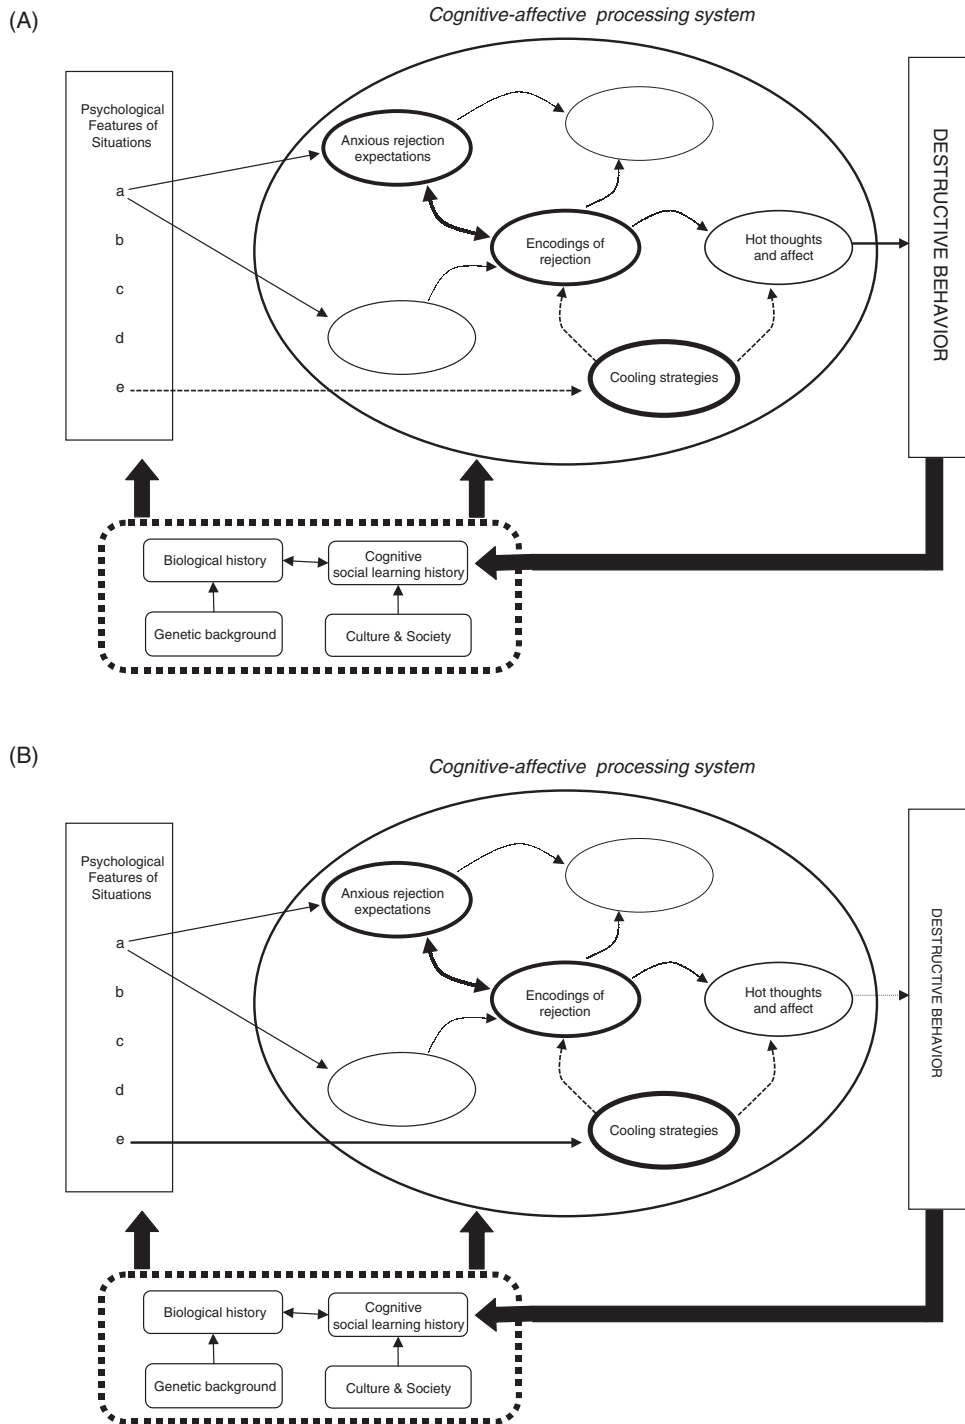 (A)
Cognitive-affective processing system
Psychological
Features of
Situations
a
b
c
d
e
Anxious rejection
expectations
Encodings of
rejection
Hot thoughts
and affect
Cooling strategies
DESTRUCTIVE BEHAVIOR
Biological history
Cognitive
social learning history
Genetic background
Culture & Society
(B)
Cognitive-affective processing system
Psychological
Features of
Situations
a
b
c
d
e
Anxious rejection
expectations
Encodings of
rejection
Hot thoughts
and affect
Cooling strategies
DESTRUCTIVE BEHAVIOR
Biological history
Cognitive
social learning history
Genetic background
Culture & Society